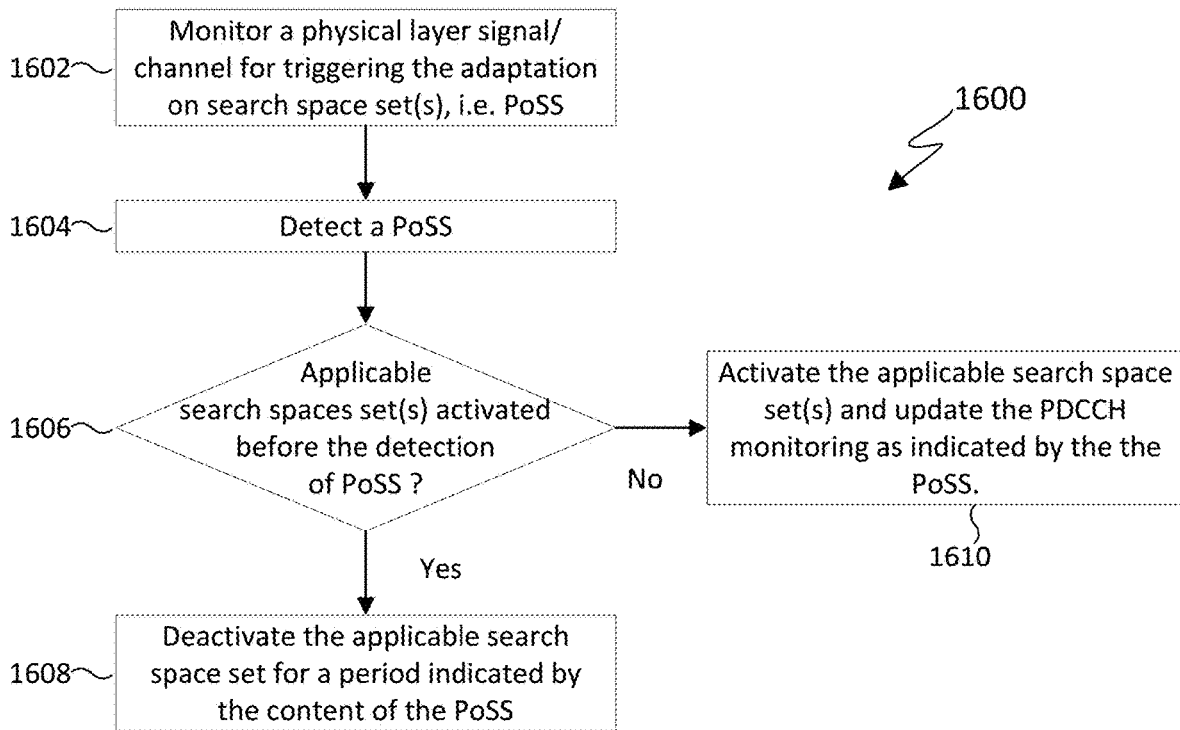 Monitor a physical layer signal/
channel for triggering the adaptation
on search space set(s), i.e. PoSS
1602
1600
1604
Detect a PoSS
Applicable
search spaces set(s) activated
before the detection
of PoSS ?
1606
No
Activate the applicable search space
set(s) and update the PDCCH
monitoring as indicated by the the
PoSS.
1610
Yes
1608
Deactivate the applicable search
space set for a period indicated by
the content of the PoSS